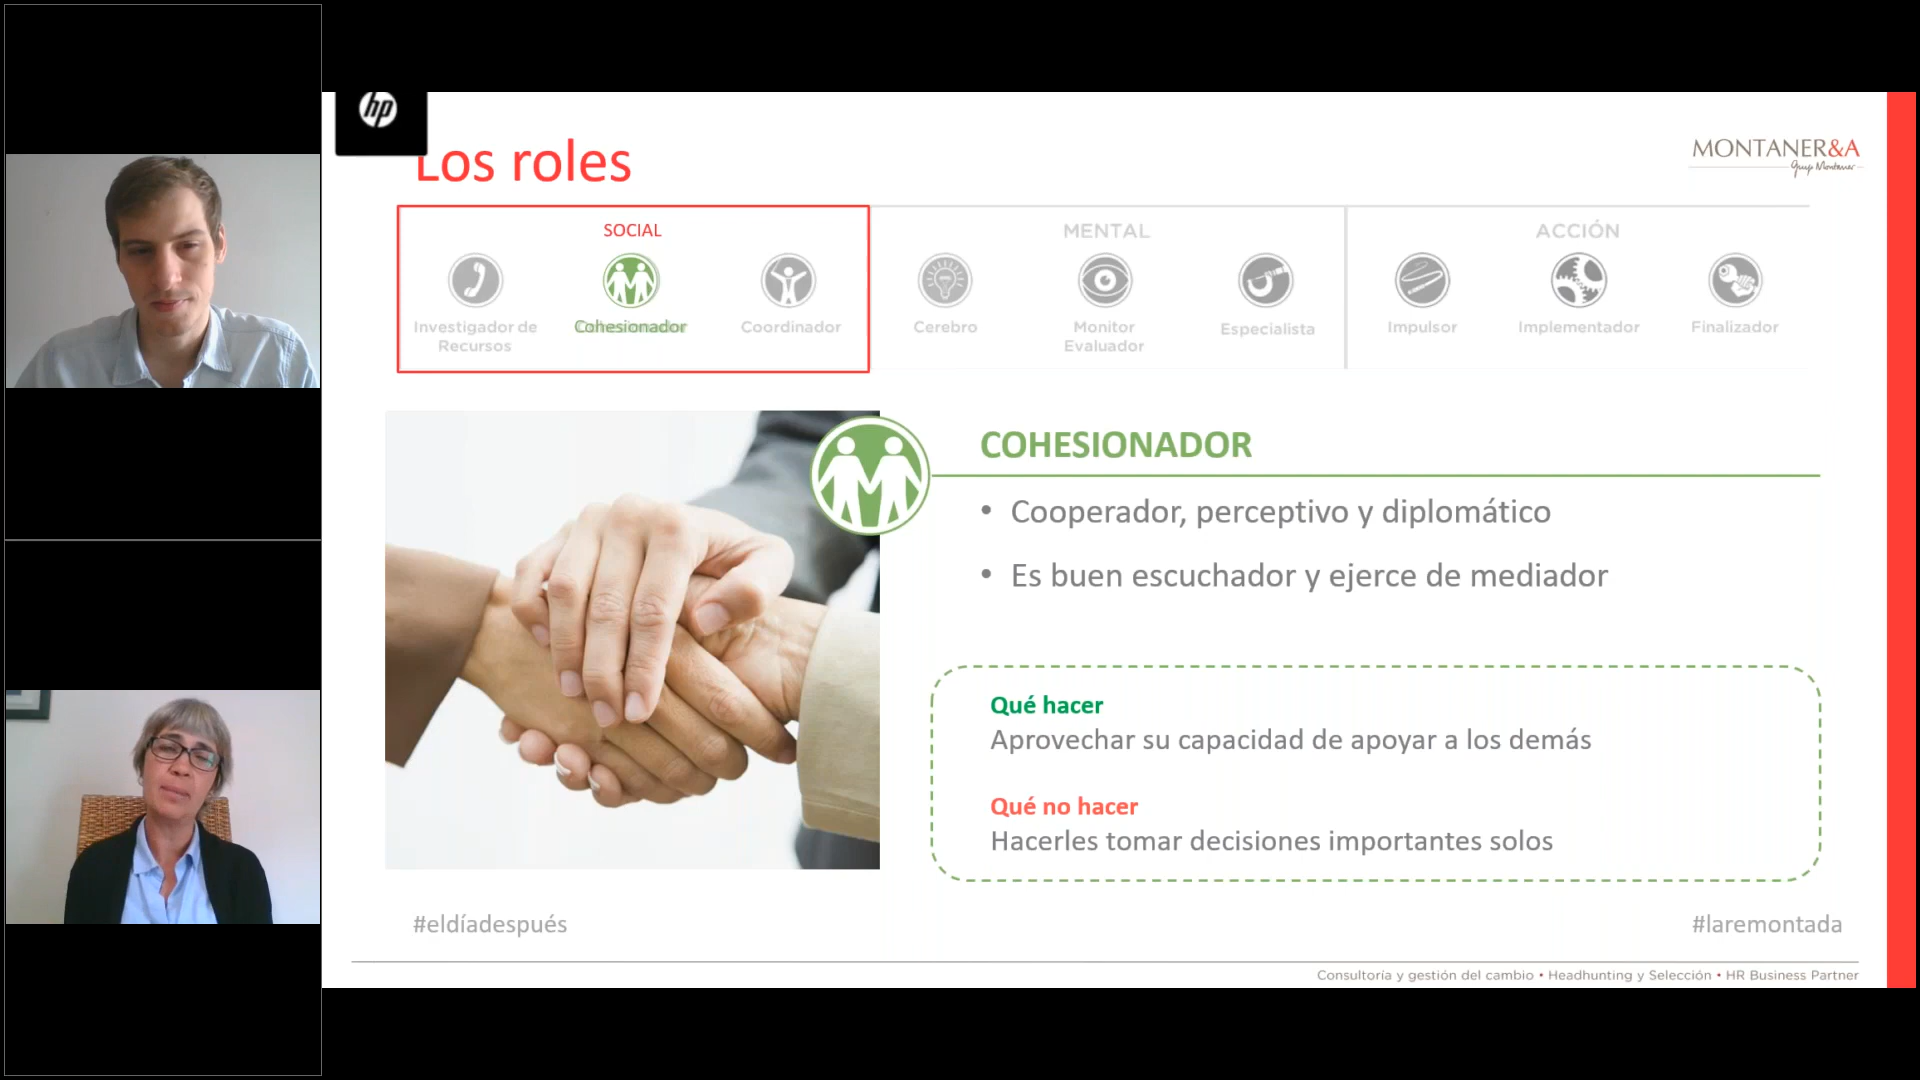 hp
Los roles
MONTANER&A
Grup Montaner
SOCIAL
MENTAL
ACCIÓN
Investigador de
Recursos
Cohesionador
Coordinador
Cerebro
Monitor
Evaluador
Especialista
Impulsor
Implementador
Finalizador
COHESIONADOR
• Cooperador, perceptivo y diplomático
• Es buen escuchador y ejerce de mediador
Qué hacer
Aprovechar su capacidad de apoyar a los demás
Qué no hacer
Hacerles tomar decisiones importantes solos
#eldíadespués
#laremontada
Consultoría y gestión del cambio • Headhunting y Selección • HR Business Partner